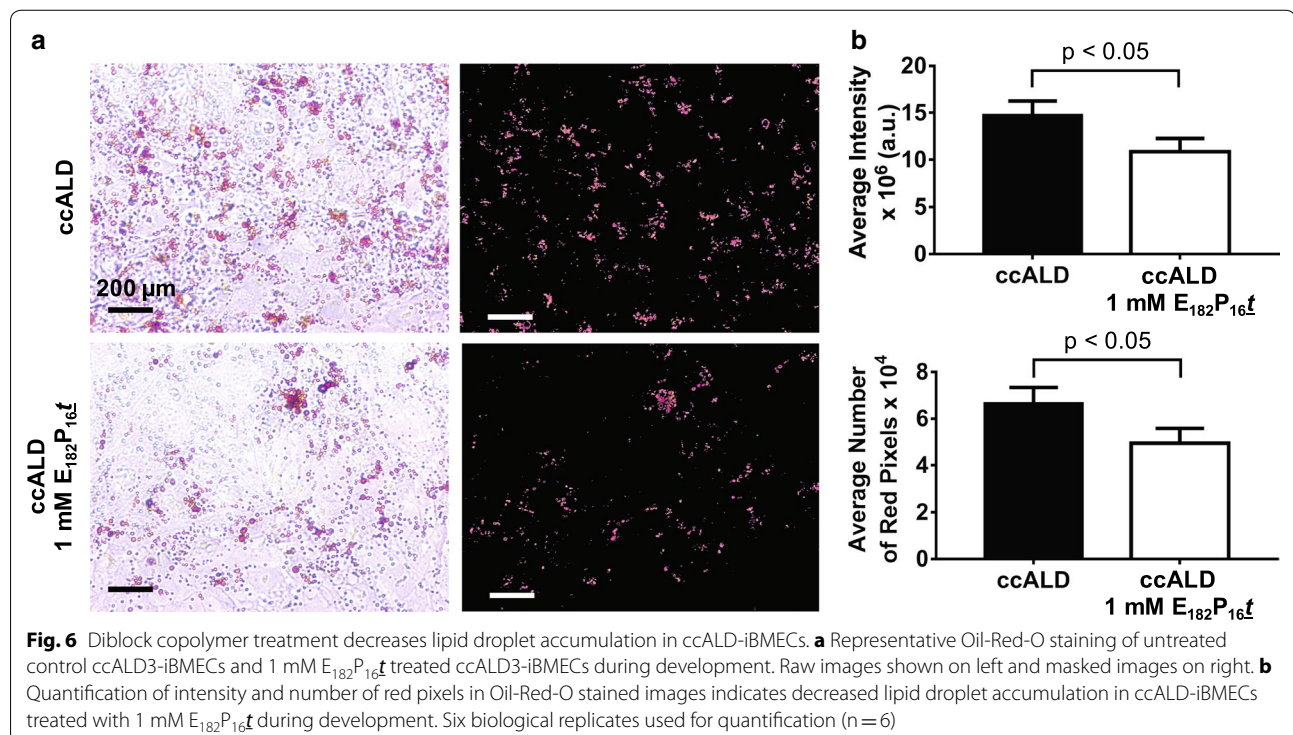 a
ccALD
200 µm
ccALD
1 mM E₁₈₂P₁₆t
b
p < 0.05
Average Intensity
x 10⁶ (a.u.)
20
15
10
5
0
ccALD
ccALD
1 mM E₁₈₂P₁₆t
p < 0.05
Average Number
of Red Pixels x 10⁴
8
6
4
2
0
ccALD
ccALD
1 mM E₁₈₂P₁₆t
Fig. 6 Diblock copolymer treatment decreases lipid droplet accumulation in ccALD-iBMECs. a Representative Oil-Red-O staining of untreated
control ccALD3-iBMECs and 1 mM E₁₈₂P₁₆t treated ccALD3-iBMECs during development. Raw images shown on left and masked images on right. b
Quantification of intensity and number of red pixels in Oil-Red-O stained images indicates decreased lipid droplet accumulation in ccALD-iBMECs
treated with 1 mM E₁₈₂P₁₆t during development. Six biological replicates used for quantification (n = 6)